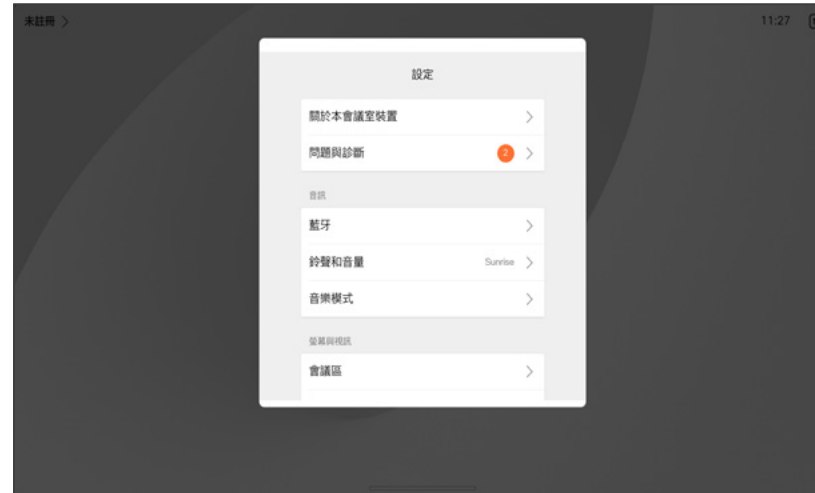 未註冊
11:27
設定
關於本會議室裝置
問題與診斷 2
音訊
藍牙
鈴聲和音量 Sunrise
音樂模式
螢幕與視訊
會議區